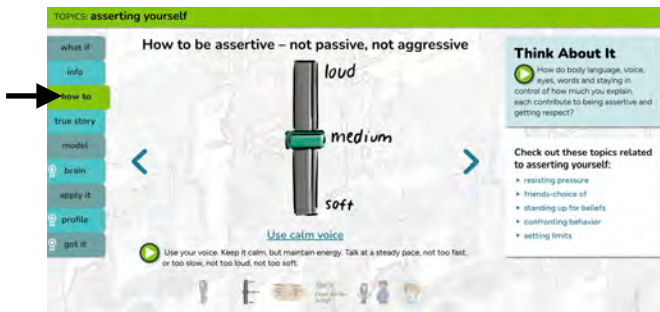 TOPICS: asserting yourself
what if
info
how to
true story
model
brain
apply it
profile
got it
How to be assertive – not passive, not aggressive
loud
medium
soft
Use calm voice
Use your voice. Keep it calm, but maintain energy. Talk at a steady pace, not too fast,
or too slow, not too loud, not too soft.
Think About It
How do body language, voice,
eyes, words and staying in
control of how much you explain,
each contribute to being assertive and
getting respect?
Check out these topics related
to asserting yourself:
resisting pressure
friends-choice of
standing up for beliefs
confronting behavior
setting limits